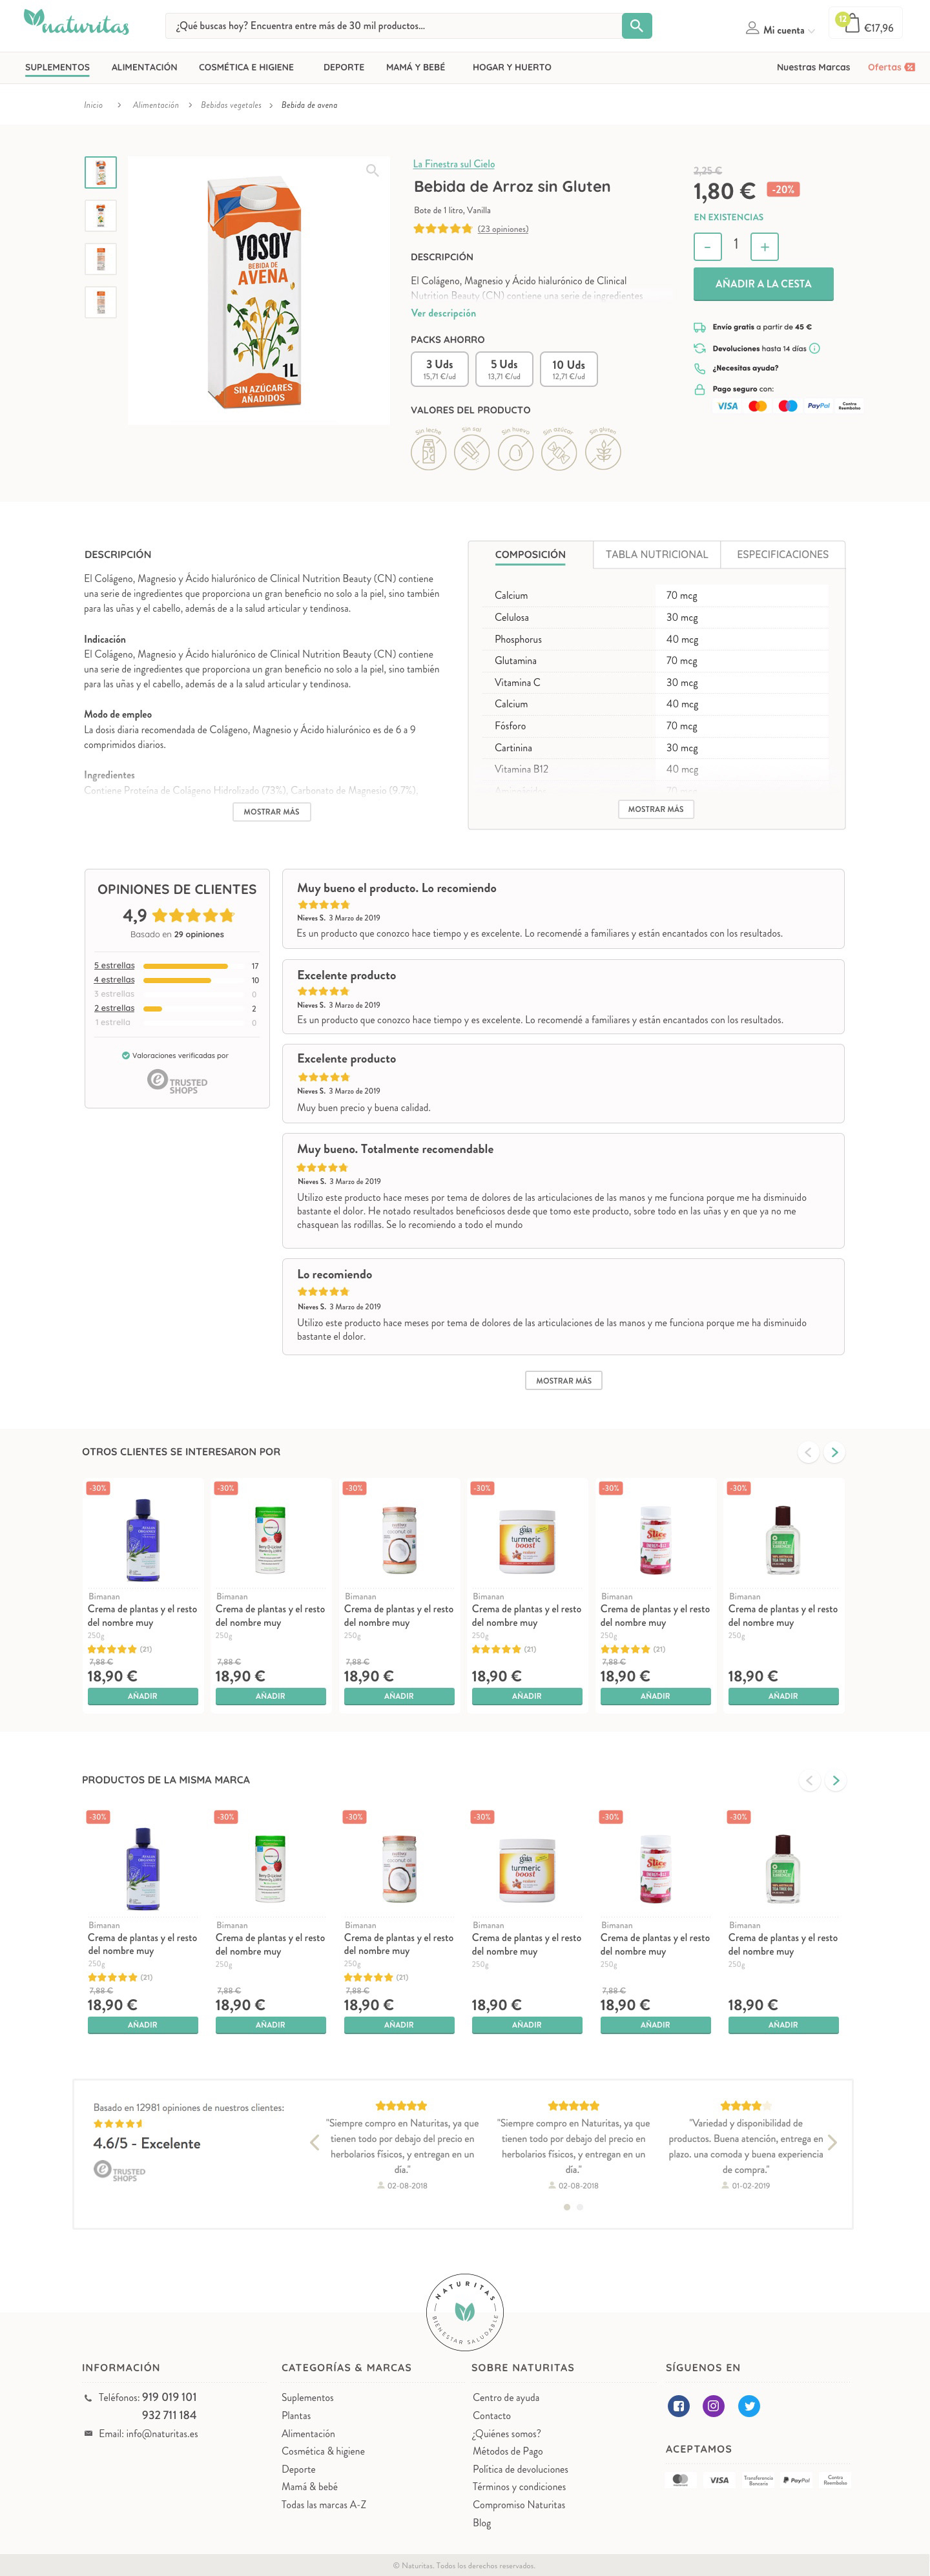 naturitas
¿Qué buscas hoy? Encuentra entre más de 30 mil productos...
Mi cuenta
12
€17,96
SUPLEMENTOS ALIMENTACIÓN COSMÉTICA E HIGIENE DEPORTE MAMÁ Y BEBÉ HOGAR Y HUERTO Nuestras Marcas Ofertas
Inicio > Alimentación > Bebidas vegetales > Bebida de avena
YOSOY
BEBIDA DE
AVENA
1L
SIN AZÚCARES
AÑADIDOS
La Finestra sul Cielo
Bebida de Arroz sin Gluten
Bote de 1 litro, Vanilla
(23 opiniones)
DESCRIPCIÓN
El Colágeno, Magnesio y Ácido hialurónico de Clinical
Nutrition Beauty (CN) contiene una serie de ingredientes
Ver descripción
PACKS AHORRO
3 Uds 5 Uds 10 Uds
15,71 €/ud 13,71 €/ud 12,71 €/ud
VALORES DEL PRODUCTO
Sin leche Sin sal Sin huevo Sin azúcar Sin gluten
2,25 €
1,80 € -20%
EN EXISTENCIAS
- 1 +
AÑADIR A LA CESTA
Envío gratis a partir de 45 €
Devoluciones hasta 14 días
¿Necesitas ayuda?
Pago seguro con:
VISA PayPal Contra Reembolso
DESCRIPCIÓN
El Colágeno, Magnesio y Ácido hialurónico de Clinical Nutrition Beauty (CN) contiene
una serie de ingredientes que proporciona un gran beneficio no solo a la piel, sino también
para las uñas y el cabello, además de a la salud articular y tendinosa.
Indicación
El Colágeno, Magnesio y Ácido hialurónico de Clinical Nutrition Beauty (CN) contiene
una serie de ingredientes que proporciona un gran beneficio no solo a la piel, sino también
para las uñas y el cabello, además de a la salud articular y tendinosa.
Modo de empleo
La dosis diaria recomendada de Colágeno, Magnesio y Ácido hialurónico es de 6 a 9
comprimidos diarios.
Ingredientes
Contiene Proteína de Colágeno Hidrolizado (73%), Carbonato de Magnesio (9,7%),
MOSTRAR MÁS
COMPOSICIÓN TABLA NUTRICIONAL ESPECIFICACIONES
Calcium 70 mcg
Celulosa 30 mcg
Phosphorus 40 mcg
Glutamina 70 mcg
Vitamina C 30 mcg
Calcium 40 mcg
Fósforo 70 mcg
Cartinina 30 mcg
Vitamina B12 40 mcg
MOSTRAR MÁS
OPINIONES DE CLIENTES
4,9
Basado en 29 opiniones
5 estrellas 17
4 estrellas 10
3 estrellas 0
2 estrellas 2
1 estrella 0
Valoraciones verificadas por
TRUSTED
SHOPS
Muy bueno el producto. Lo recomiendo
Nieves S. 3 Marzo de 2019
Es un producto que conozco hace tiempo y es excelente. Lo recomendé a familiares y están encantados con los resultados.
Excelente producto
Nieves S. 3 Marzo de 2019
Es un producto que conozco hace tiempo y es excelente. Lo recomendé a familiares y están encantados con los resultados.
Excelente producto
Nieves S. 3 Marzo de 2019
Muy buen precio y buena calidad.
Muy bueno. Totalmente recomendable
Nieves S. 3 Marzo de 2019
Utilizo este producto hace meses por tema de dolores de las articulaciones de las manos y me funciona porque me ha disminuido
bastante el dolor. He notado resultados beneficiosos desde que tomo este producto, sobre todo en las uñas y en que ya no me
chasquean las rodillas. Se lo recomiendo a todo el mundo
Lo recomiendo
Nieves S. 3 Marzo de 2019
Utilizo este producto hace meses por tema de dolores de las articulaciones de las manos y me funciona porque me ha disminuido
bastante el dolor.
MOSTRAR MÁS
OTROS CLIENTES SE INTERESARON POR
-30% -30% -30% -30% -30% -30%
coconut oil gaia turmeric boost Slice
Bimanan Bimanan Bimanan Bimanan Bimanan Bimanan
Crema de plantas y el resto Crema de plantas y el resto Crema de plantas y el resto Crema de plantas y el resto Crema de plantas y el resto Crema de plantas y el resto
del nombre muy del nombre muy del nombre muy del nombre muy del nombre muy del nombre muy
250g 250g 250g 250g 250g 250g
(21) (21) (21)
7,88 € 7,88 € 7,88 € 7,88 €
18,90 € 18,90 € 18,90 € 18,90 € 18,90 € 18,90 €
AÑADIR AÑADIR AÑADIR AÑADIR AÑADIR AÑADIR
PRODUCTOS DE LA MISMA MARCA
-30% -30% -30% -30% -30% -30%
coconut oil gaia turmeric boost Slice
Bimanan Bimanan Bimanan Bimanan Bimanan Bimanan
Crema de plantas y el resto Crema de plantas y el resto Crema de plantas y el resto Crema de plantas y el resto Crema de plantas y el resto Crema de plantas y el resto
del nombre muy del nombre muy del nombre muy del nombre muy del nombre muy del nombre muy
250g 250g 250g 250g 250g 250g
(21) (21)
7,88 € 7,88 € 7,88 € 7,88 €
18,90 € 18,90 € 18,90 € 18,90 € 18,90 € 18,90 €
AÑADIR AÑADIR AÑADIR AÑADIR AÑADIR AÑADIR
Basado en 12981 opiniones de nuestros clientes:
4.6/5 - Excelente
TRUSTED
SHOPS
"Siempre compro en Naturitas, ya que
tienen todo por debajo del precio en
herbolarios físicos, y entregan en un
día."
02-08-2018
"Siempre compro en Naturitas, ya que
tienen todo por debajo del precio en
herbolarios físicos, y entregan en un
día."
02-08-2018
"Variedad y disponibilidad de
productos. Buena atención, entrega en
plazo. una comoda y buena experiencia
de compra."
01-02-2019
NATURITAS
BIENESTAR SALUDABLE
INFORMACIÓN
Teléfonos: 919 019 101
932 711 184
Email: info@naturitas.es
CATEGORÍAS & MARCAS
Suplementos
Plantas
Alimentación
Cosmética & higiene
Deporte
Mamá & bebé
Todas las marcas A-Z
SOBRE NATURITAS
Centro de ayuda
Contacto
¿Quiénes somos?
Métodos de Pago
Política de devoluciones
Términos y condiciones
Compromiso Naturitas
Blog
SÍGUENOS EN
ACEPTAMOS
VISA Transferencia Bancaria PayPal Contra Reembolso
© Naturitas. Todos los derechos reservados.